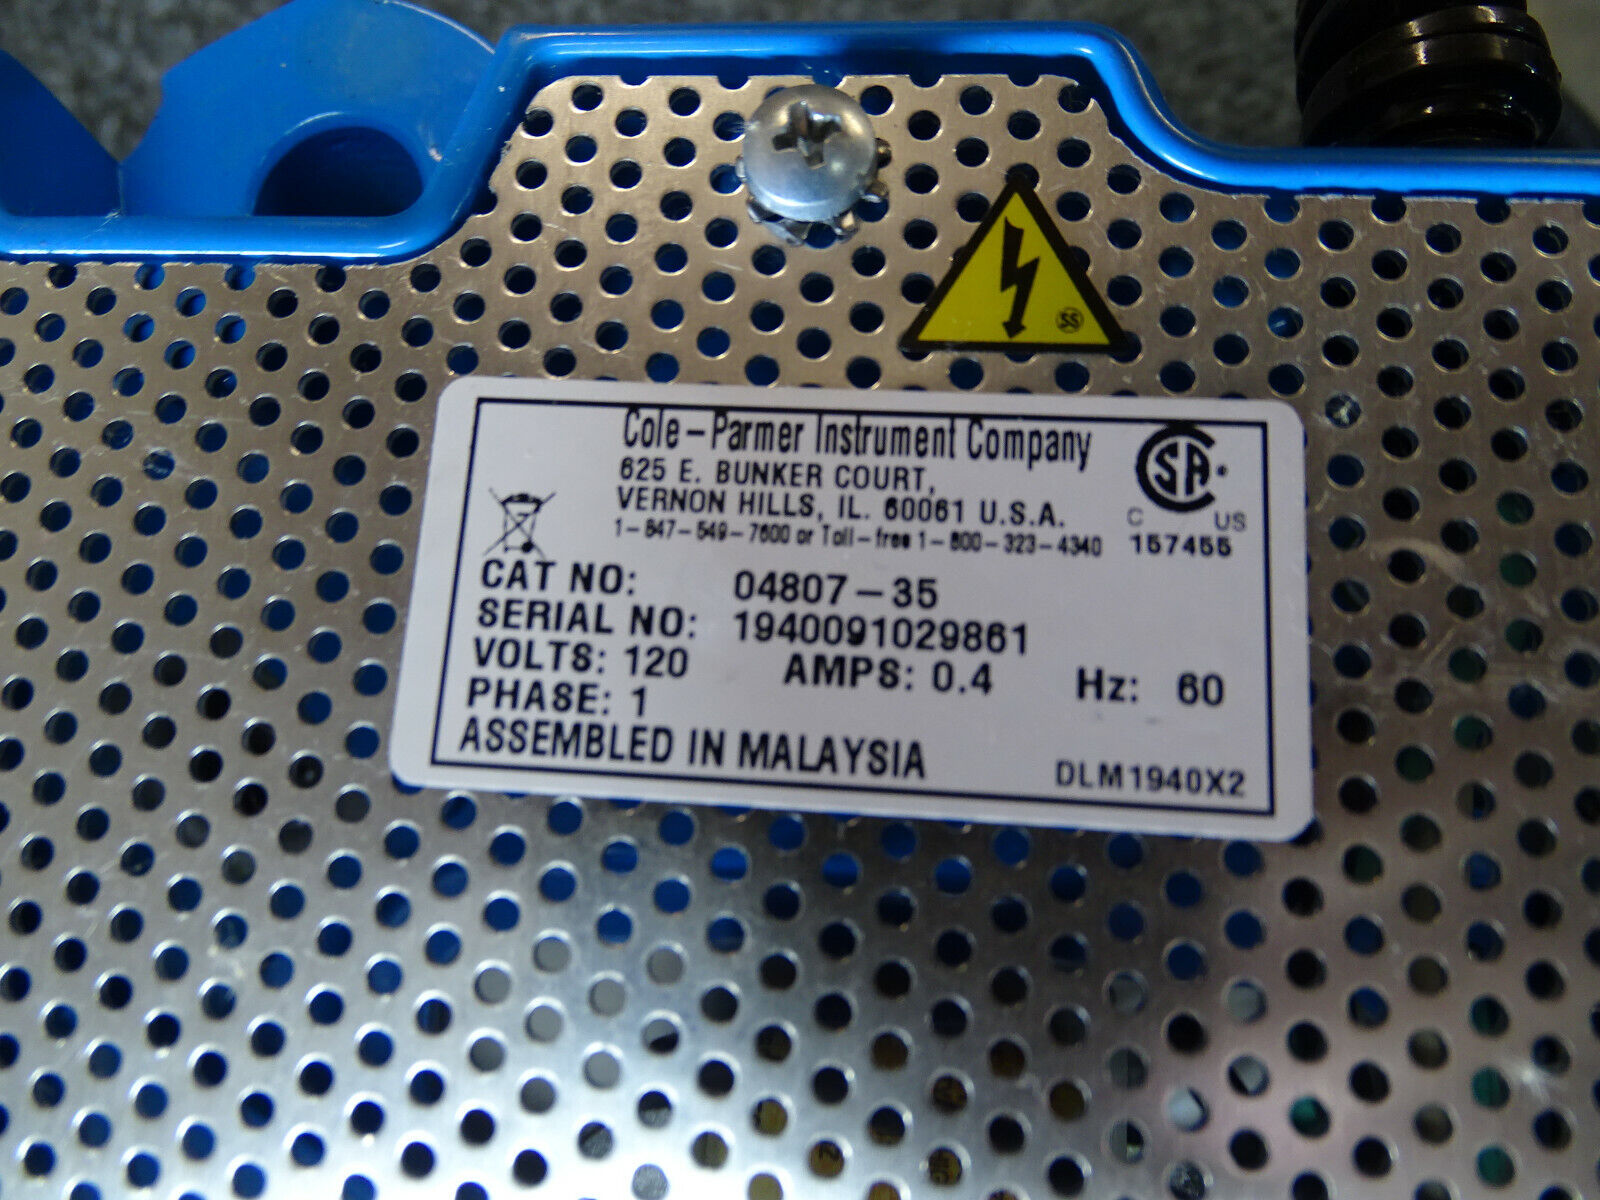 SS
Cole-Parmer Instrument Company
625 E. BUNKER COURT,
VERNON HILLS, IL. 60061 U.S.A.
1-847-549-7600 or Toll-free 1-800-323-4340
SA
C US
157455
CAT NO: 04807-35
SERIAL NO: 1940091029861
VOLTS: 120 AMPS: 0.4 Hz: 60
PHASE: 1
ASSEMBLED IN MALAYSIA
DLM1940X2